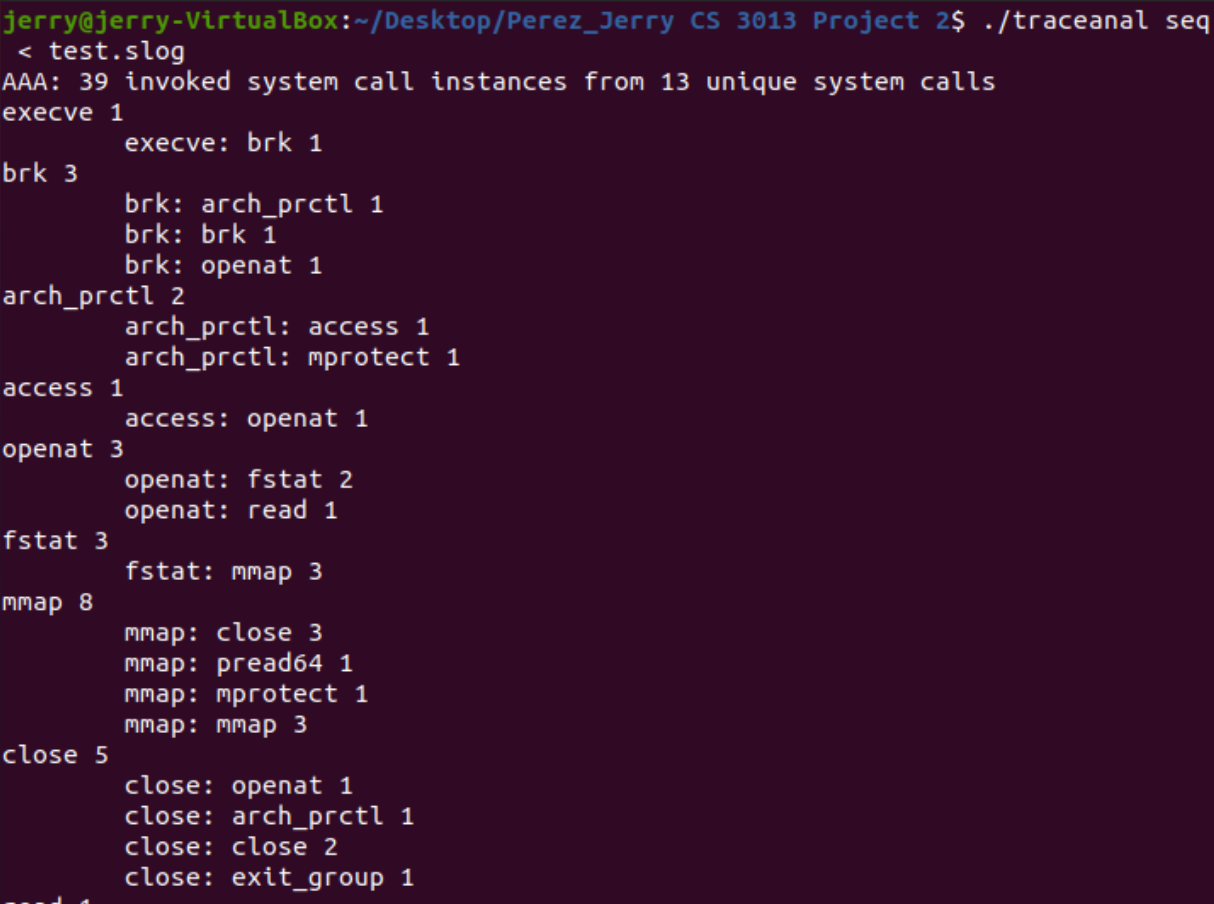 jerry@jerry-VirtualBox:~/Desktop/Perez_Jerry CS 3013 Project 2$ ./traceanal seq
< test.slog
AAA: 39 invoked system call instances from 13 unique system calls
execve 1
execve: brk 1
brk 3
brk: arch_prctl 1
brk: brk 1
brk: openat 1
arch_prctl 2
arch_prctl: access 1
arch_prctl: mprotect 1
access 1
access: openat 1
openat 3
openat: fstat 2
openat: read 1
fstat 3
fstat: mmap 3
mmap 8
mmap: close 3
mmap: pread64 1
mmap: mprotect 1
mmap: mmap 3
close 5
close: openat 1
close: arch_prctl 1
close: close 2
close: exit_group 1